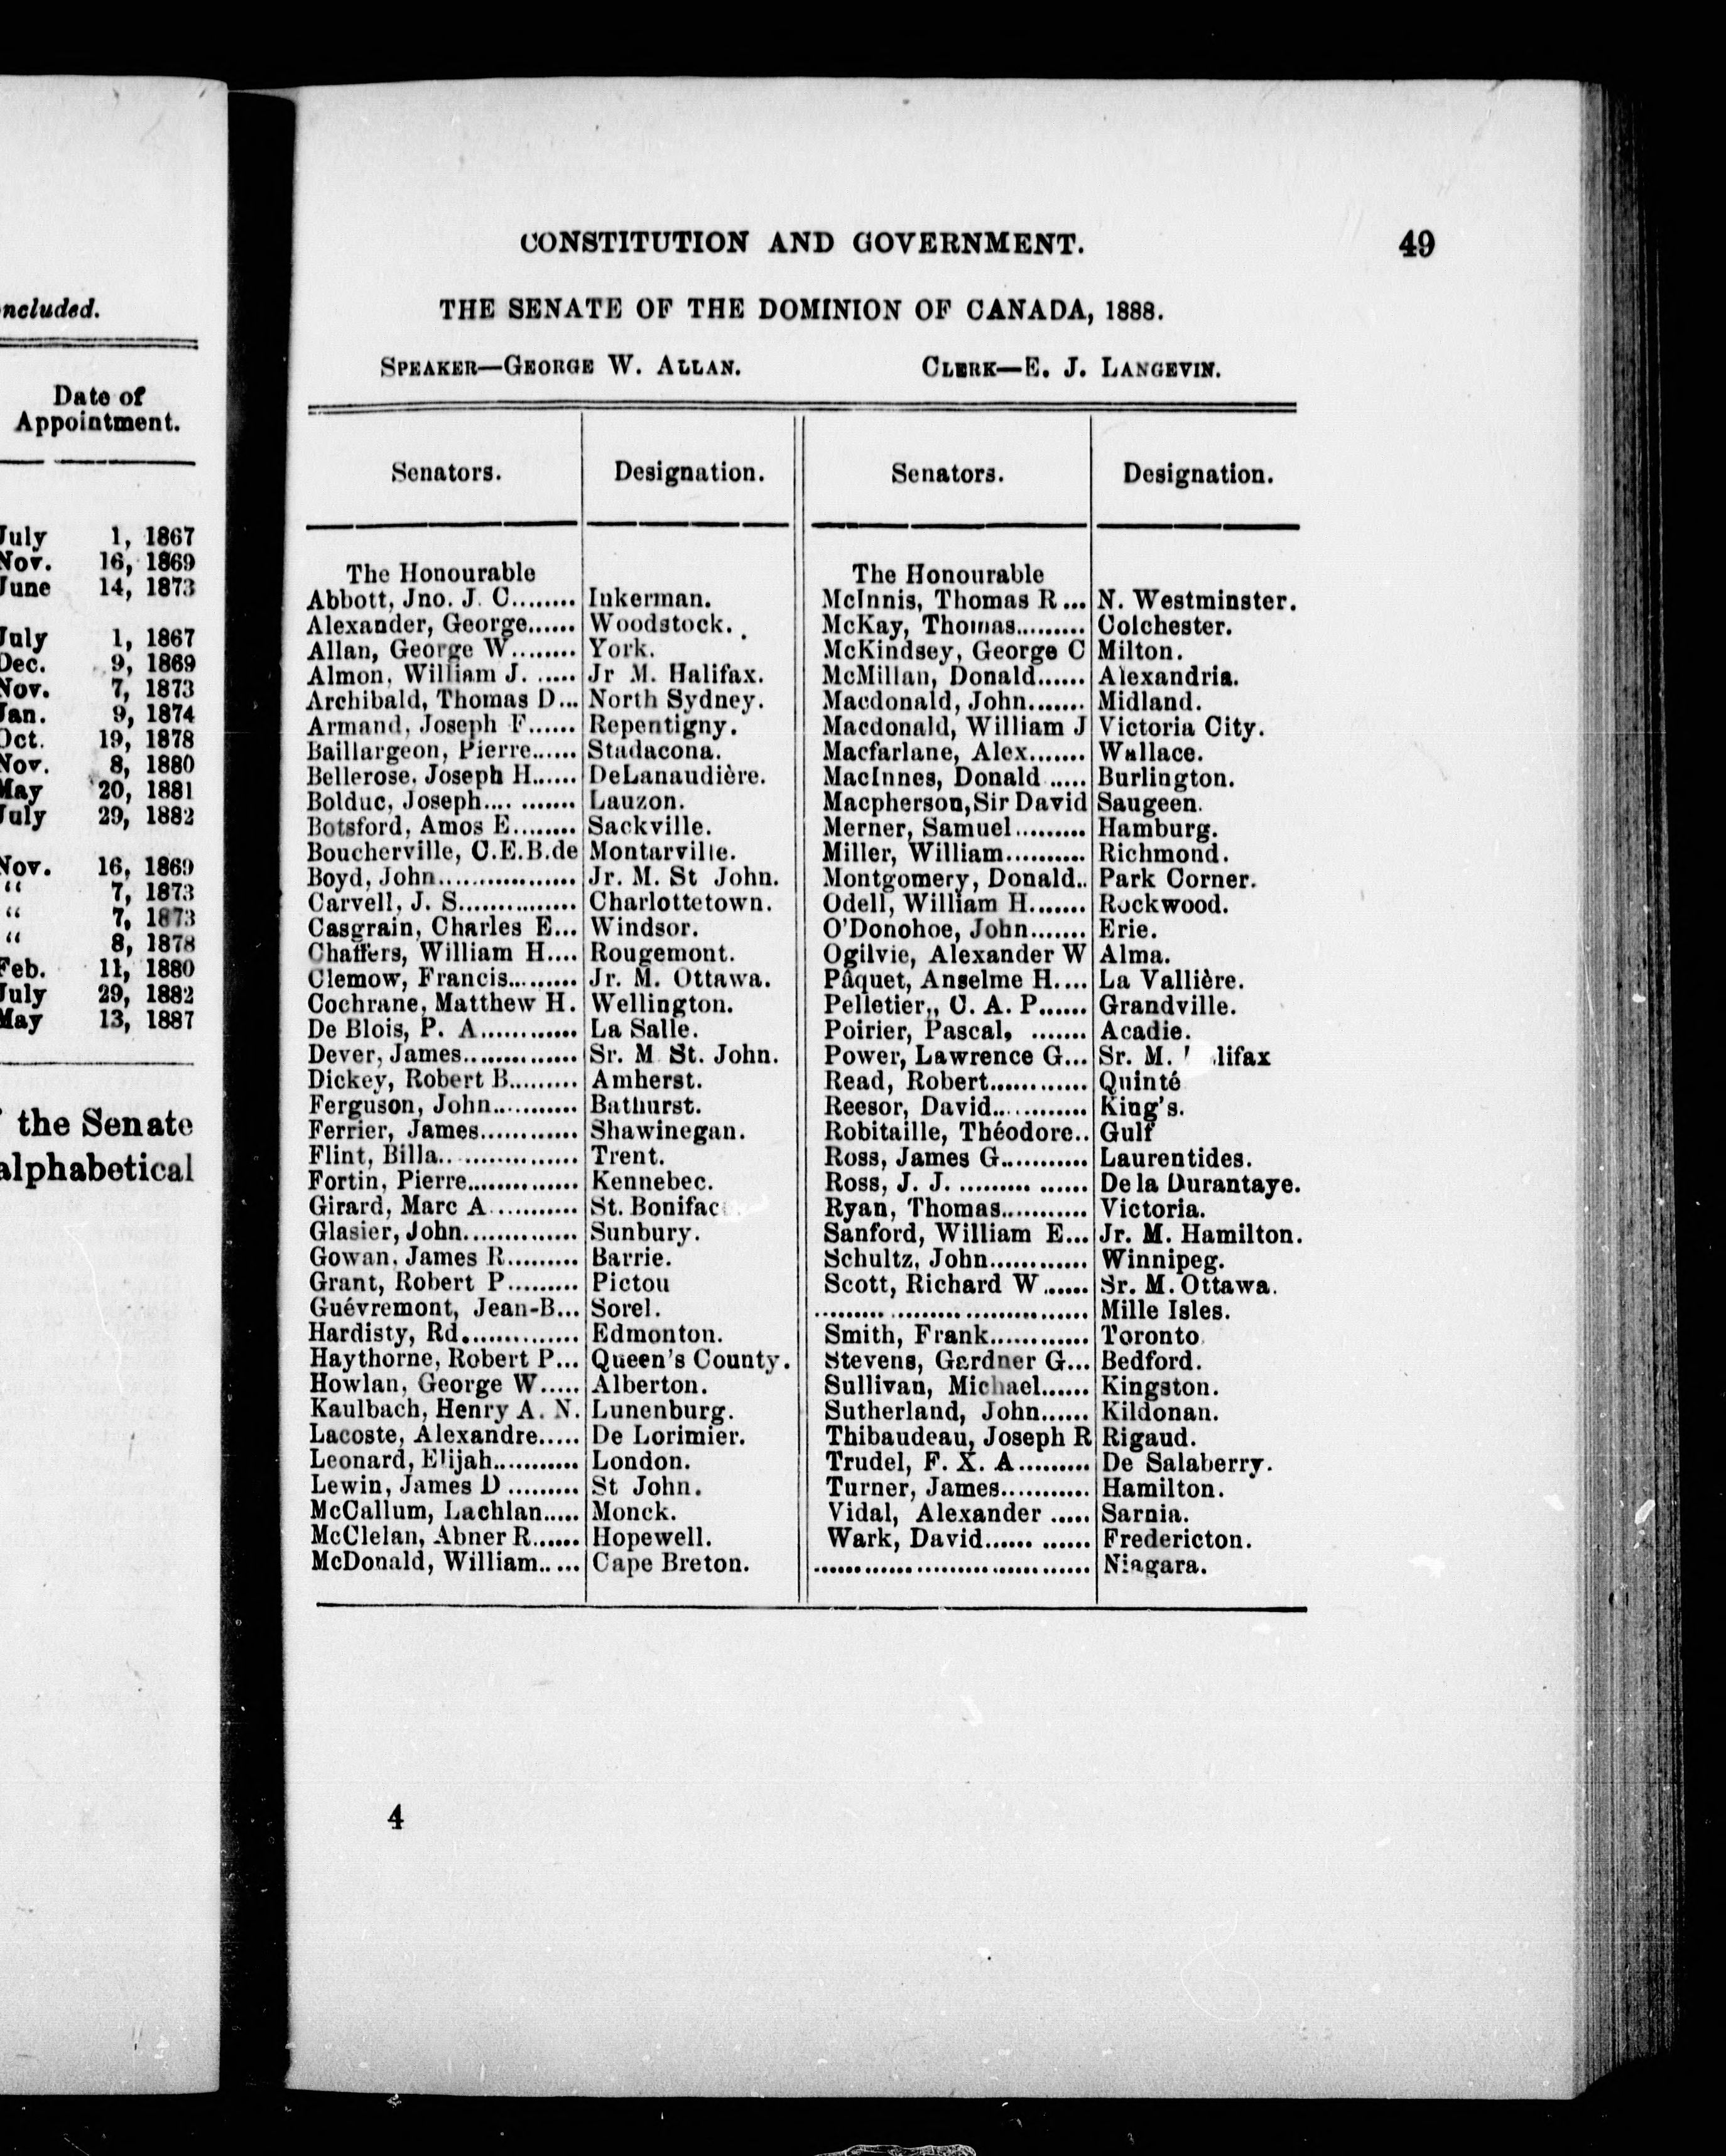 ncluded.
Date of
Appointment.
July 1, 1867
Nov. 16, 1869
June 14, 1873
July 1, 1867
Dec. 9, 1869
Nov. 7, 1873
Jan. 9, 1874
Oct. 19, 1878
Nov. 8, 1880
May 20, 1881
July 29, 1882
Nov. 16, 1869
“ 7, 1873
“ 7, 1873
“ 8, 1878
Feb. 11, 1880
July 29, 1882
May 13, 1887
the Senate
alphabetical
CONSTITUTION AND GOVERNMENT. 49
THE SENATE OF THE DOMINION OF CANADA, 1888.
SPEAKER—GEORGE W. ALLAN. CLERK—E. J. LANGEVIN.
Senators. Designation.
The Honourable
Abbott, Jno. J. C........ Inkerman.
Alexander, George...... Woodstock.
Allan, George W........ York.
Almon, William J. ...... Jr M. Halifax.
Archibald, Thomas D... North Sydney.
Armand, Joseph F...... Repentigny.
Baillargeon, Pierre...... Stadacona.
Bellerose, Joseph H...... DeLanaudière.
Bolduc, Joseph.... ........ Lauzon.
Botsford, Amos E........ Sackville.
Boucherville, C.E.B.de Montarville.
Boyd, John................. Jr. M. St John.
Carvell, J. S............... Charlottetown.
Casgrain, Charles E... Windsor.
Chaffers, William H.... Rougemont.
Clemow, Francis.......... Jr. M. Ottawa.
Cochrane, Matthew H. Wellington.
De Blois, P. A............ La Salle.
Dever, James.............. Sr. M St. John.
Dickey, Robert B......... Amherst.
Ferguson, John........... Bathurst.
Ferrier, James............ Shawinegan.
Flint, Billa.. ............... Trent.
Fortin, Pierre.............. Kennebec.
Girard, Marc A........... St. Boniface
Glasier, John.............. Sunbury.
Gowan, James R......... Barrie.
Grant, Robert P......... Pictou
Guévremont, Jean-B... Sorel.
Hardisty, Rd.............. Edmonton.
Haythorne, Robert P... Queen's County.
Howlan, George W..... Alberton.
Kaulbach, Henry A. N. Lunenburg.
Lacoste, Alexandre..... De Lorimier.
Leonard, Elijah........... London.
Lewin, James D ......... St John.
McCallum, Lachlan..... Monck.
McClelan, Abner R...... Hopewell.
McDonald, William.. ... Cape Breton.
Senators. Designation.
The Honourable
McInnis, Thomas R... N. Westminster.
McKay, Thomas......... Colchester.
McKindsey, George C Milton.
McMillan, Donald...... Alexandria.
Macdonald, John....... Midland.
Macdonald, William J Victoria City.
Macfarlane, Alex....... Wallace.
MacInnes, Donald ..... Burlington.
Macpherson,Sir David Saugeen.
Merner, Samuel......... Hamburg.
Miller, William.......... Richmond.
Montgomery, Donald.. Park Corner.
Odell, William H....... Rockwood.
O'Donohoe, John....... Erie.
Ogilvie, Alexander W Alma.
Pâquet, Anselme H.... La Vallière.
Pelletier,, C. A. P...... Grandville.
Poirier, Pascal, ....... Acadie.
Power, Lawrence G... Sr. M. lifax
Read, Robert............ Quinté
Reesor, David............ King's.
Robitaille, Théodore.. Gulf
Ross, James G........... Laurentides.
Ross, J. J. ......... ...... De la Durantaye.
Ryan, Thomas........... Victoria.
Sanford, William E... Jr. M. Hamilton.
Schultz, John............ Winnipeg.
Scott, Richard W ...... Sr. M. Ottawa.
......... ........................ Mille Isles.
Smith, Frank............ Toronto
Stevens, Gardner G... Bedford.
Sullivan, Michael...... Kingston.
Sutherland, John...... Kildonan.
Thibaudeau, Joseph R Rigaud.
Trudel, F. X. A......... De Salaberry.
Turner, James........... Hamilton.
Vidal, Alexander ..... Sarnia.
Wark, David...... ...... Fredericton.
.................................. Niagara.
4